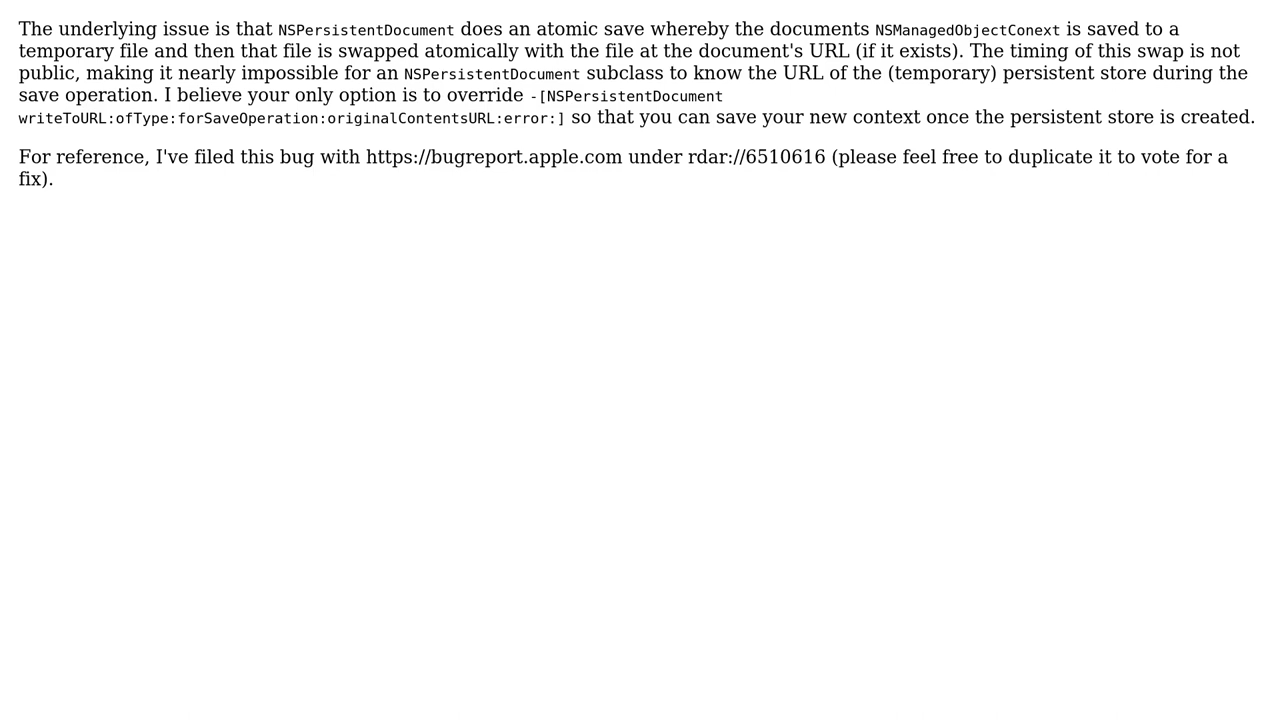 The underlying issue is that NSPersistentDocument does an atomic save whereby the documents NSManagedObjectConext is saved to a
temporary file and then that file is swapped atomically with the file at the document's URL (if it exists). The timing of this swap is not
public, making it nearly impossible for an NSPersistentDocument subclass to know the URL of the (temporary) persistent store during the
save operation. I believe your only option is to override -[NSPersistentDocument
writeToURL:ofType:forSaveOperation:originalContentsURL:error:] so that you can save your new context once the persistent store is created.
For reference, I've filed this bug with https://bugreport.apple.com under rdar://6510616 (please feel free to duplicate it to vote for a
fix).